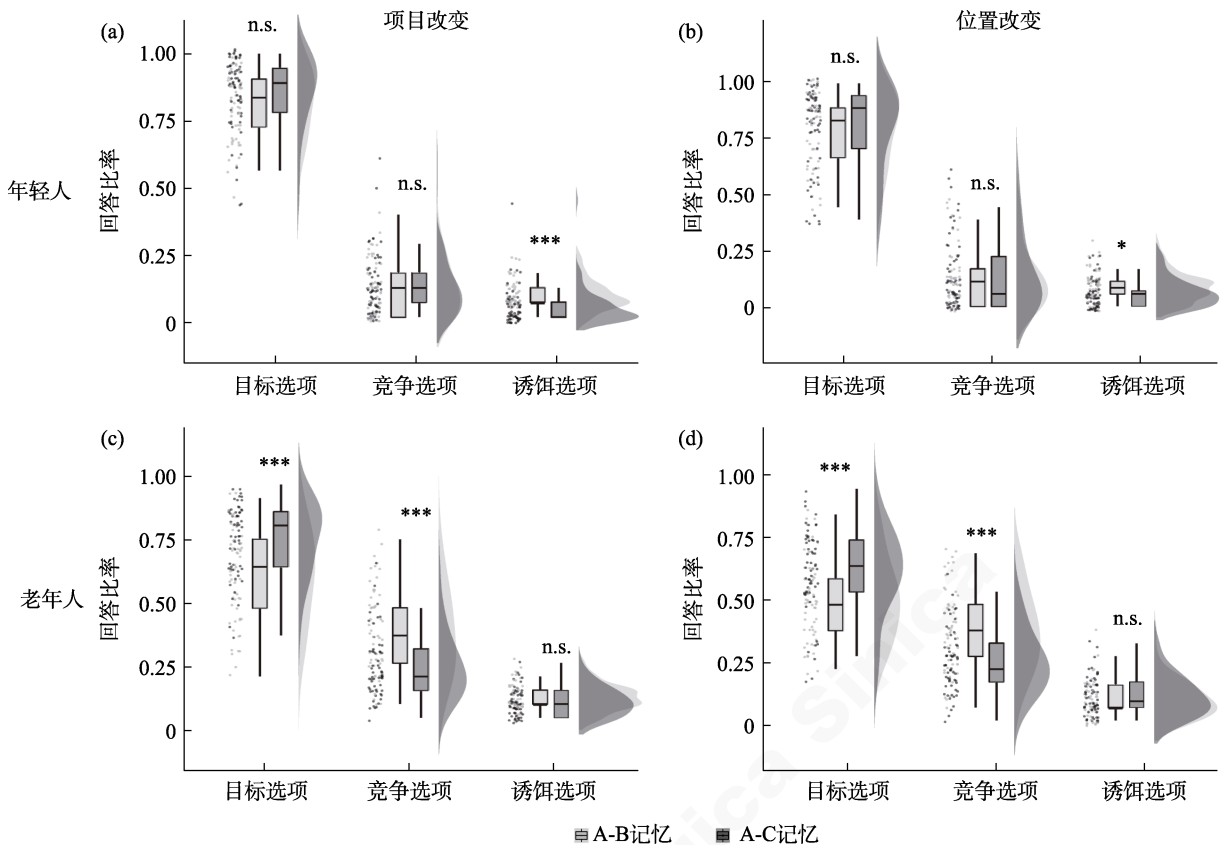 项目改变
位置改变
年轻人
(a)
n.s.
n.s.
***
回答比率
1.00
0.75
0.50
0.25
0
目标选项 竞争选项 诱饵选项
(b)
n.s.
n.s.
*
回答比率
1.00
0.75
0.50
0.25
0
目标选项 竞争选项 诱饵选项
老年人
(c)
***
***
n.s.
回答比率
1.00
0.75
0.50
0.25
0
目标选项 竞争选项 诱饵选项
(d)
***
***
n.s.
回答比率
1.00
0.75
0.50
0.25
0
目标选项 竞争选项 诱饵选项
A-B记忆 A-C记忆
ica Sinica